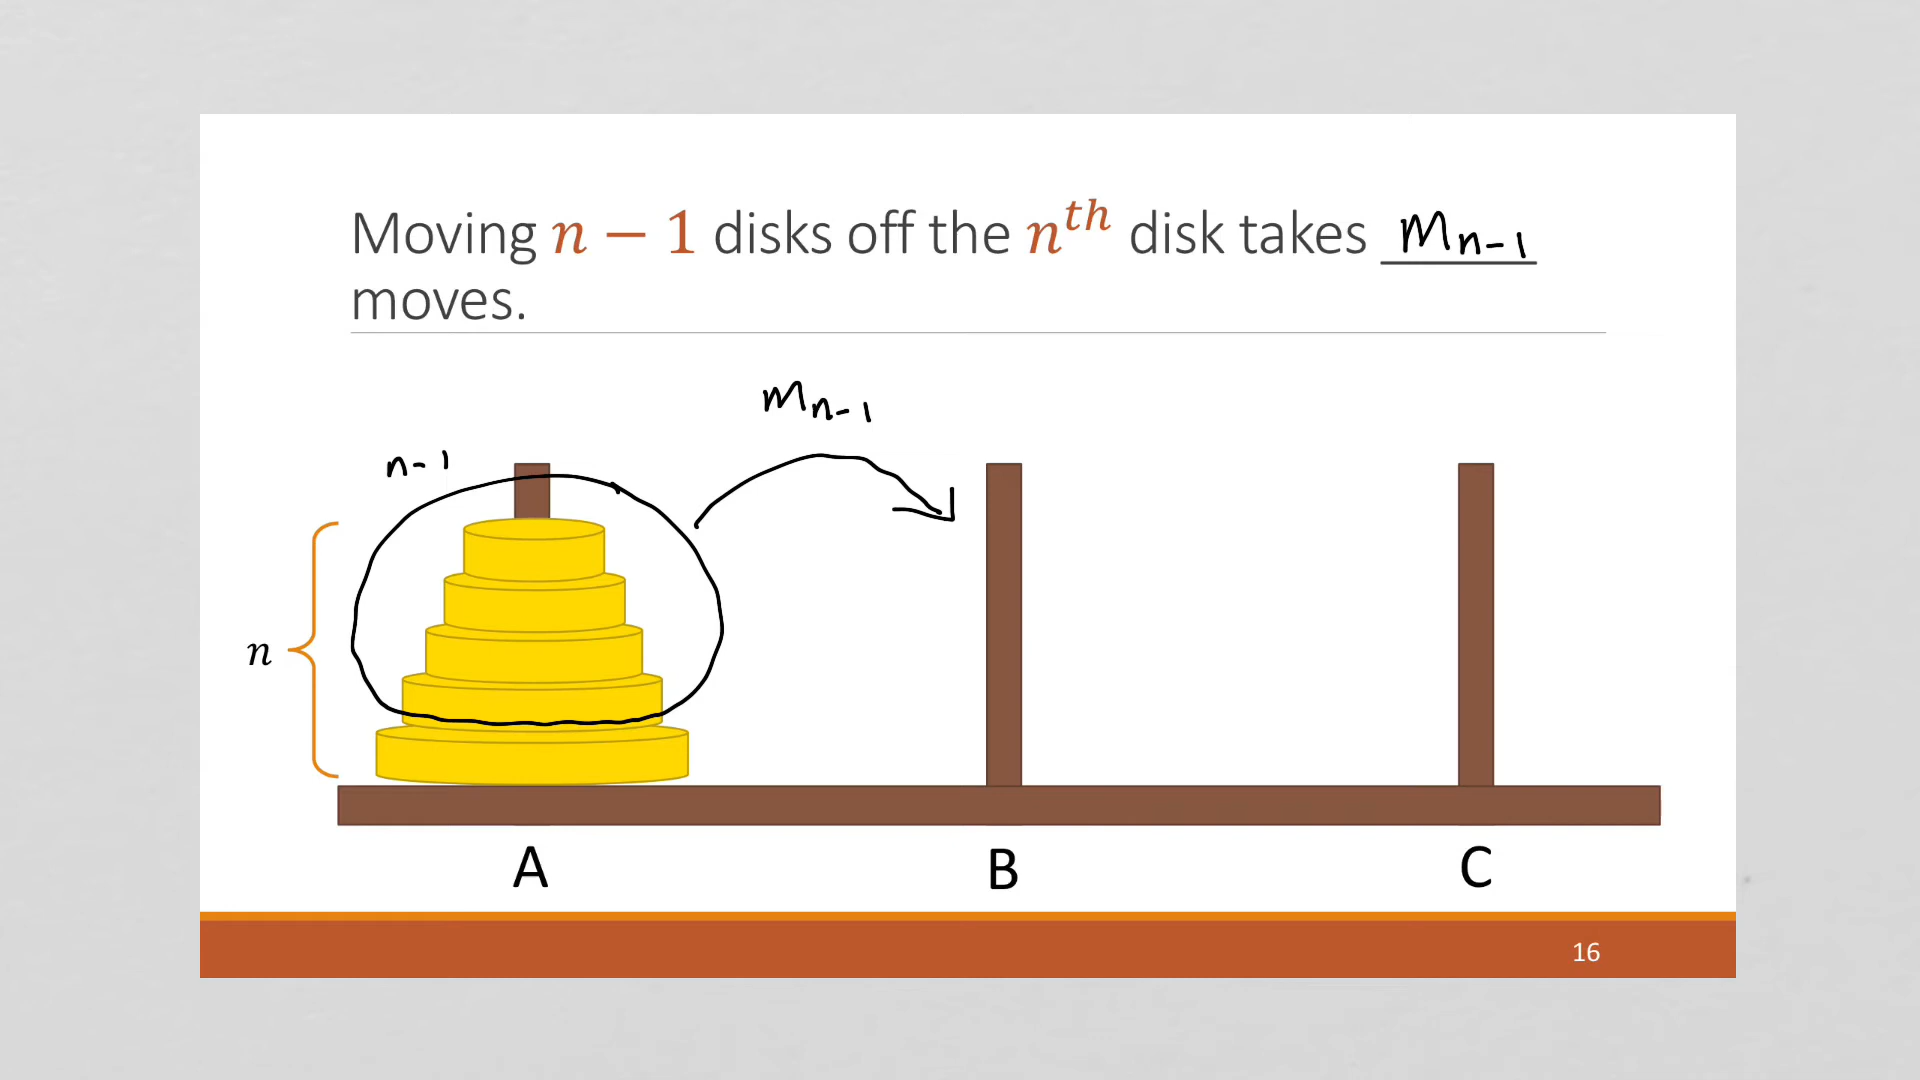 Moving n − 1 disks off the nᵗʰ disk takes mₙ₋₁
moves.
mₙ₋₁
n-1
n
A B C
16